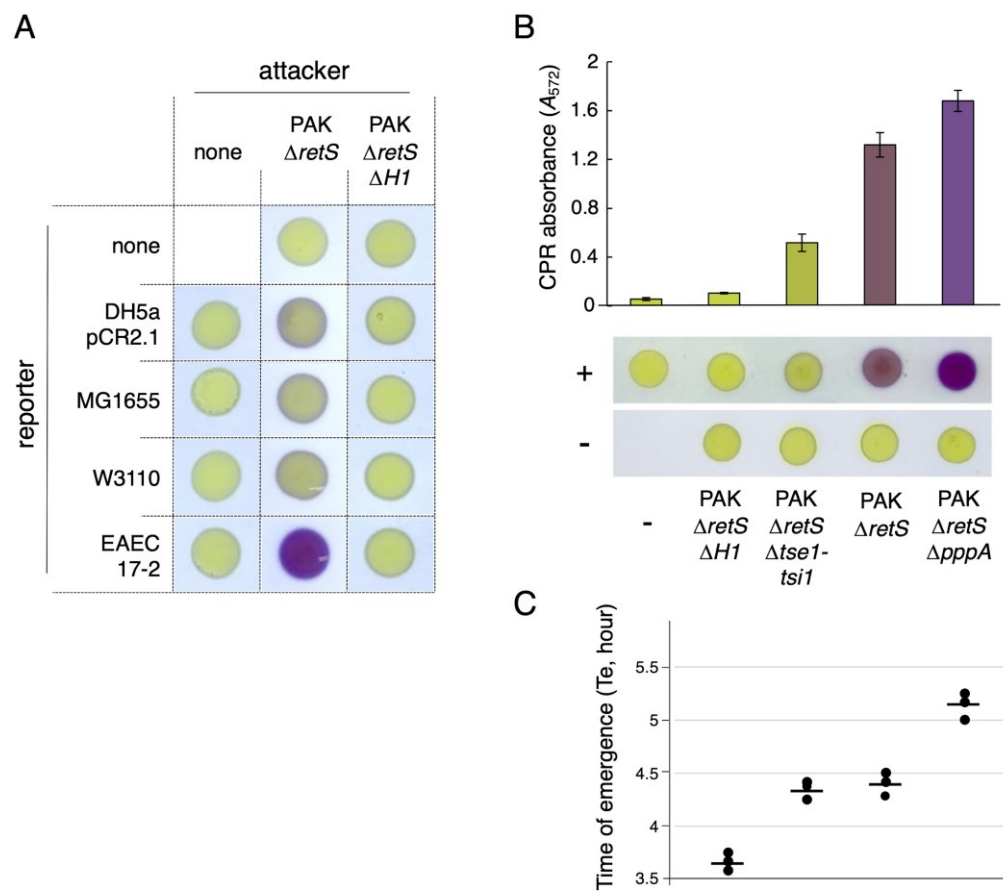 A
attacker
none
PAK
ΔretS
PAK
ΔretS
ΔH1
reporter
none
DH5a
pCR2.1
MG1655
W3110
EAEC
17-2
B
CPR absorbance (A572)
2
1.6
1.2
0.8
0.4
0
+
-
-
PAK
ΔretS
ΔH1
PAK
ΔretS
Δtse1-
tsi1
PAK
ΔretS
PAK
ΔretS
ΔpppA
C
Time of emergence (Te, hour)
5.5
5
4.5
4
3.5